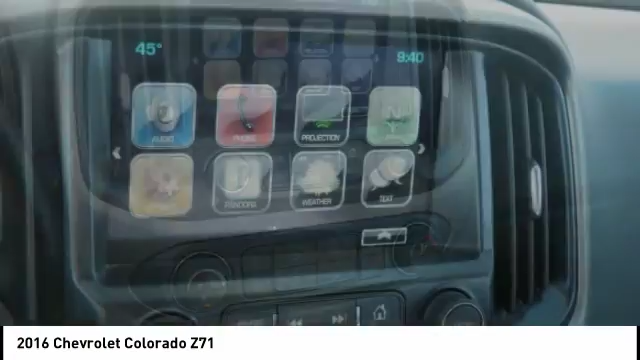 45° 9:40
AUDIO PHONE PROJECTION
PANDORA WEATHER TEXT
2016 Chevrolet Colorado Z71